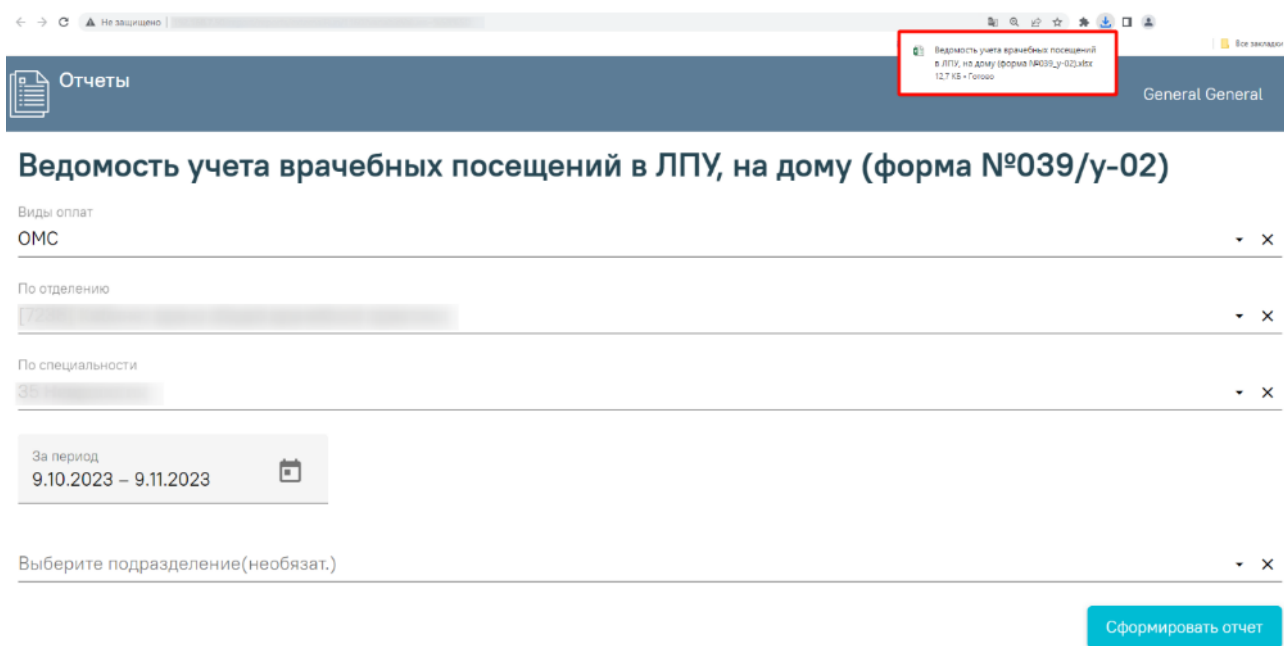 Не защищено
Все закладки
Ведомость учета врачебных посещений
в ЛПУ, на дому (форма №039_у-02).xlsx
12,7 КБ • Готово
Отчеты
General General
Ведомость учета врачебных посещений в ЛПУ, на дому (форма №039/у-02)
Виды оплат
ОМС
По отделению
По специальности
35
За период
9.10.2023 – 9.11.2023
Выберите подразделение(необязат.)
Сформировать отчет